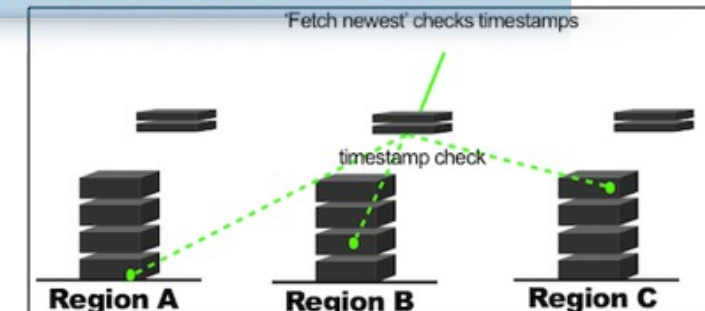 'Fetch newest' checks timestamps
timestamp check
Region A
Region B
Region C